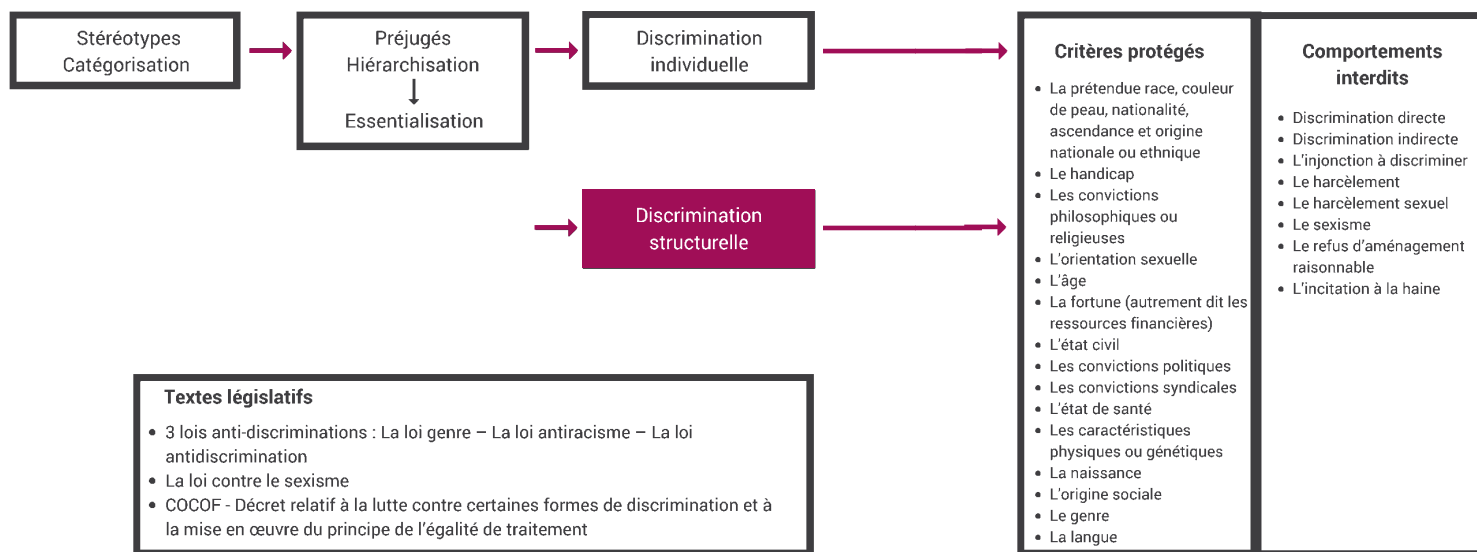 Stéréotypes
Catégorisation
Préjugés
Hiérarchisation
Essentialisation
Discrimination
individuelle
Discrimination
structurelle
Critères protégés
• La prétendue race, couleur
de peau, nationalité,
ascendance et origine
nationale ou ethnique
• Le handicap
• Les convictions
philosophiques ou
religieuses
• L'orientation sexuelle
• L'âge
• La fortune (autrement dit les
ressources financières)
• L'état civil
• Les convictions politiques
• Les convictions syndicales
• L'état de santé
• Les caractéristiques
physiques ou génétiques
• La naissance
• L'origine sociale
• Le genre
• La langue
Comportements
interdits
• Discrimination directe
• Discrimination indirecte
• L'injonction à discriminer
• Le harcèlement
• Le harcèlement sexuel
• Le sexisme
• Le refus d'aménagement
raisonnable
• L'incitation à la haine
Textes législatifs
• 3 lois anti-discriminations : La loi genre – La loi antiracisme – La loi
antidiscrimination
• La loi contre le sexisme
• COCOF - Décret relatif à la lutte contre certaines formes de discrimination et à
la mise en œuvre du principe de l'égalité de traitement